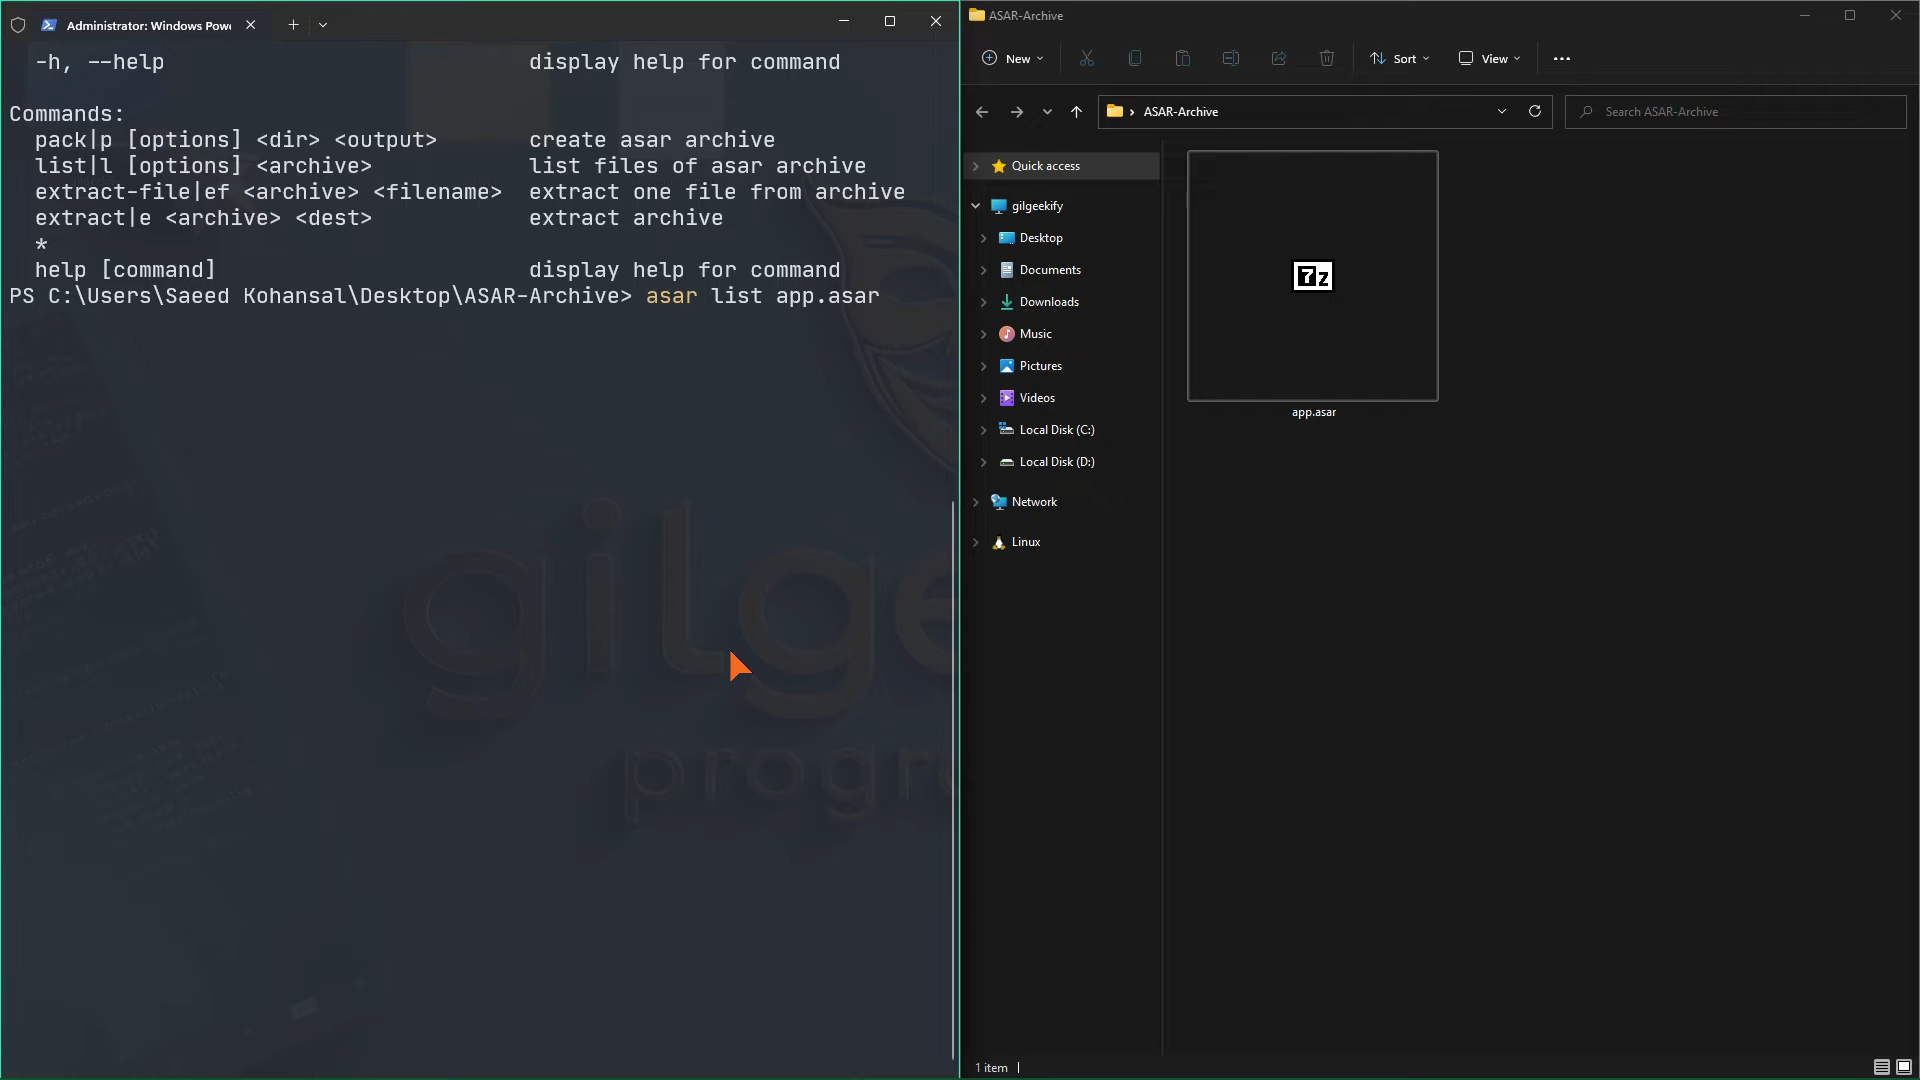 Administrator: Windows Powe
-h, --help display help for command
Commands:
pack|p [options] <dir> <output> create asar archive
list|l [options] <archive> list files of asar archive
extract-file|ef <archive> <filename> extract one file from archive
extract|e <archive> <dest> extract archive
*
help [command] display help for command
PS C:\Users\Saeed Kohansal\Desktop\ASAR-Archive> asar list app.asar
gilge
progr
ASAR-Archive
New
Sort
View
ASAR-Archive
Search ASAR-Archive
Quick access
gilgeekify
Desktop
Documents
Downloads
Music
Pictures
Videos
Local Disk (C:)
Local Disk (D:)
Network
Linux
7z
app.asar
1 item